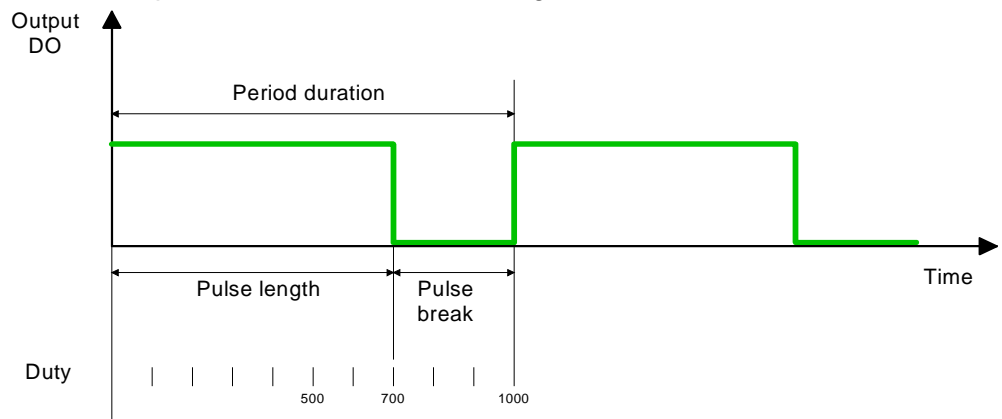 Output
DO
Period duration
Time
Pulse length
Pulse
break
Duty
500
700
1000